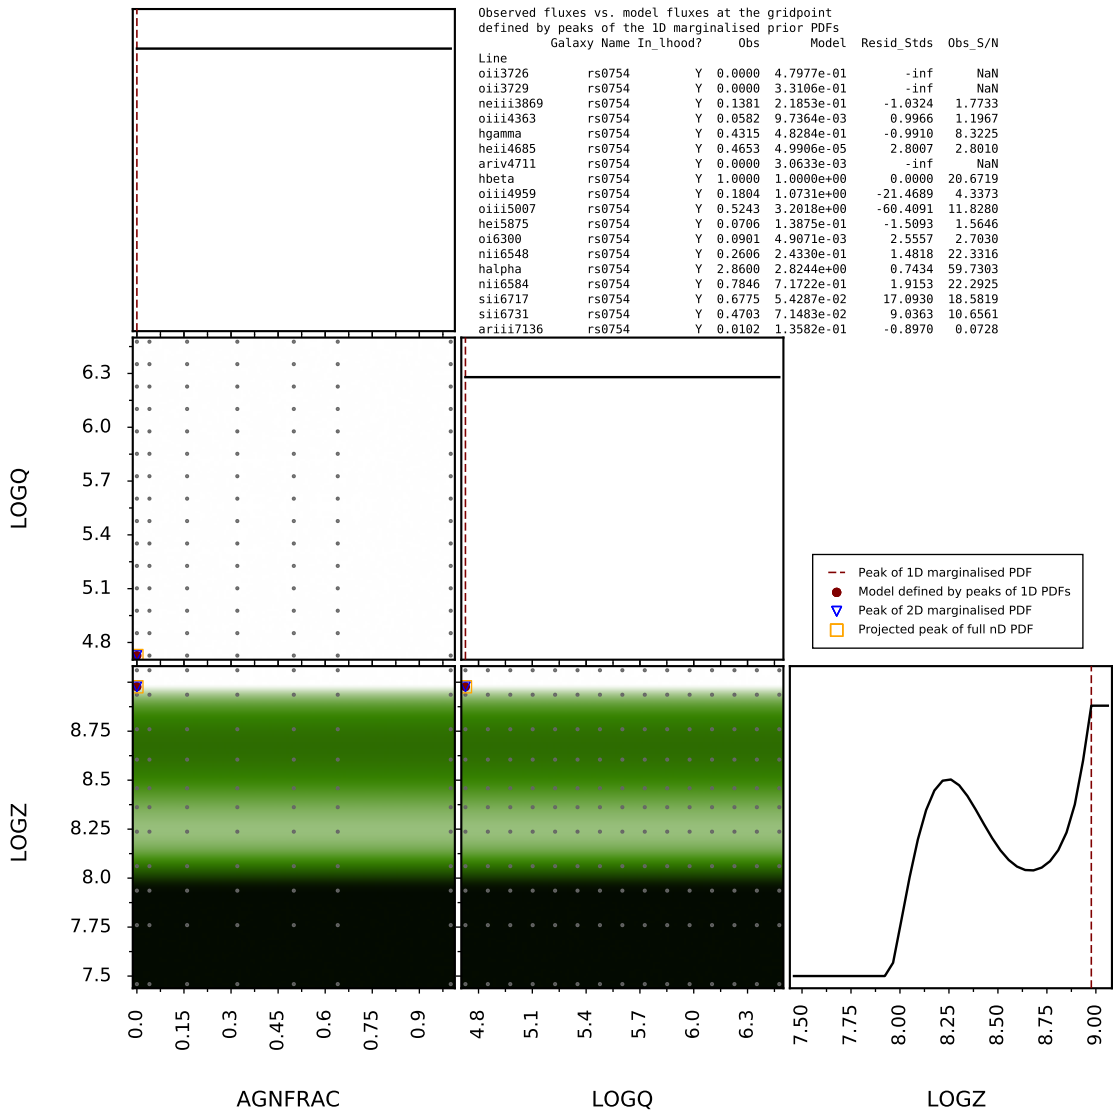 Observed fluxes vs. model fluxes at the gridpoint
defined by peaks of the 1D marginalised prior PDFs
Galaxy Name In_lhood? Obs Model Resid_Stds Obs_S/N
Line
oii3726 rs0754 Y 0.0000 4.7977e-01 -inf NaN
oii3729 rs0754 Y 0.0000 3.3106e-01 -inf NaN
neiii3869 rs0754 Y 0.1381 2.1853e-01 -1.0324 1.7733
oiii4363 rs0754 Y 0.0582 9.7364e-03 0.9966 1.1967
hgamma rs0754 Y 0.4315 4.8284e-01 -0.9910 8.3225
heii4685 rs0754 Y 0.4653 4.9906e-05 2.8007 2.8010
ariv4711 rs0754 Y 0.0000 3.0633e-03 -inf NaN
hbeta rs0754 Y 1.0000 1.0000e+00 0.0000 20.6719
oiii4959 rs0754 Y 0.1804 1.0731e+00 -21.4689 4.3373
oiii5007 rs0754 Y 0.5243 3.2018e+00 -60.4091 11.8280
hei5875 rs0754 Y 0.0706 1.3875e-01 -1.5093 1.5646
oi6300 rs0754 Y 0.0901 4.9071e-03 2.5557 2.7030
nii6548 rs0754 Y 0.2606 2.4330e-01 1.4818 22.3316
halpha rs0754 Y 2.8600 2.8244e+00 0.7434 59.7303
nii6584 rs0754 Y 0.7846 7.1722e-01 1.9153 22.2925
sii6717 rs0754 Y 0.6775 5.4287e-02 17.0930 18.5819
sii6731 rs0754 Y 0.4703 7.1483e-02 9.0363 10.6561
ariii7136 rs0754 Y 0.0102 1.3582e-01 -0.8970 0.0728
LOGQ
6.3
6.0
5.7
5.4
5.1
4.8
Peak of 1D marginalised PDF
Model defined by peaks of 1D PDFs
Peak of 2D marginalised PDF
Projected peak of full nD PDF
LOGZ
8.75
8.5
8.25
8.0
7.75
7.5
0.0 0.15 0.3 0.45 0.6 0.75 0.9
4.8 5.1 5.4 5.7 6.0 6.3
7.50 7.75 8.00 8.25 8.50 8.75 9.00
AGNFRAC LOGQ LOGZ